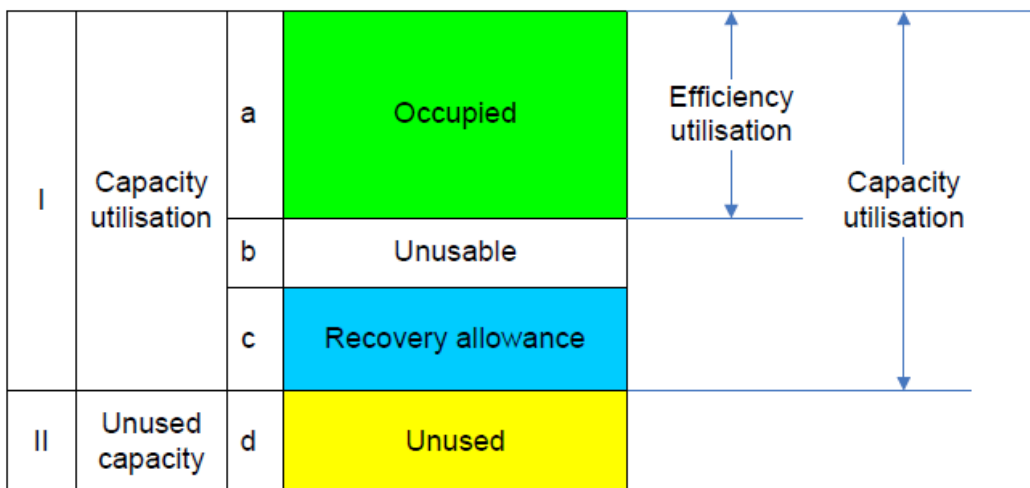 I
Capacity
utilisation
a
Occupied
Efficiency
utilisation
Capacity
utilisation
b
Unusable
c
Recovery allowance
II
Unused
capacity
d
Unused